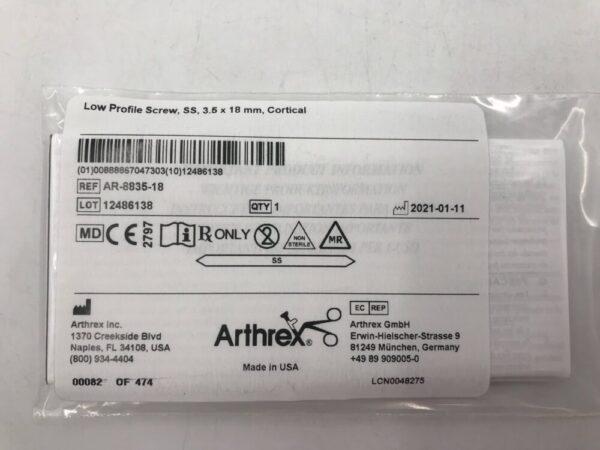 Low Profile Screw, SS, 3.5 x 18 mm, Cortical
(01)00888867047303(10)12486138
REF AR-8835-18
LOT 12486138 QTY 1 2021-01-11
MD CE 2797 i Rx ONLY 2 NON STERILE MR
SS
Arthrex Inc.
1370 Creekside Blvd
Naples, FL 34108, USA
(800) 934-4404
Arthrex®
Made in USA
EC REP
Arthrex GmbH
Erwin-Hielscher-Strasse 9
81249 München, Germany
+49 89 909005-0
00082 OF 474
LCN0048275